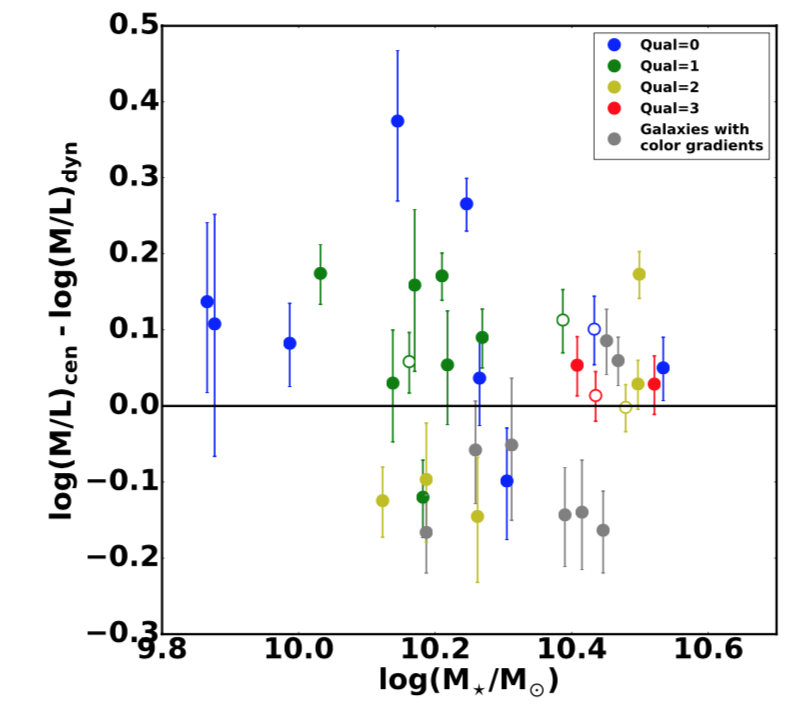 0.5
0.4
0.3
0.2
0.1
0.0
−0.1
−0.2
−0.3
log(M/L)cen - log(M/L)dyn
Qual=0
Qual=1
Qual=2
Qual=3
Galaxies with
color gradients
9.8 10.0 10.2 10.4 10.6
log(M⋆/M⊙)